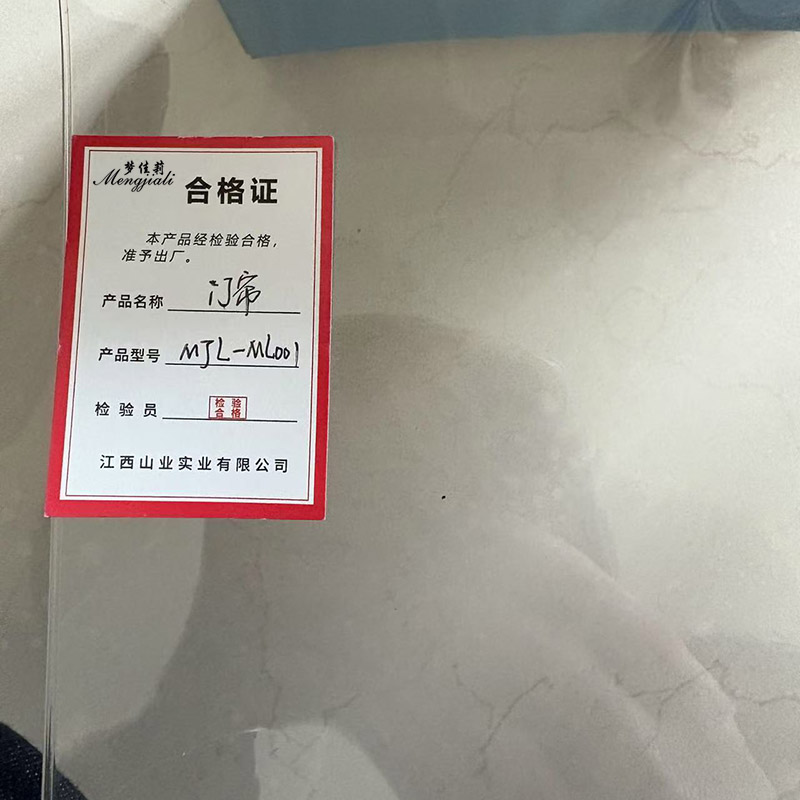 梦佳莉
Mengjiali
合格证
本产品经检验合格，
准予出厂。
产品名称 门帘
产品型号 MJL-ML001
检验员 检验
合格
江西山业实业有限公司